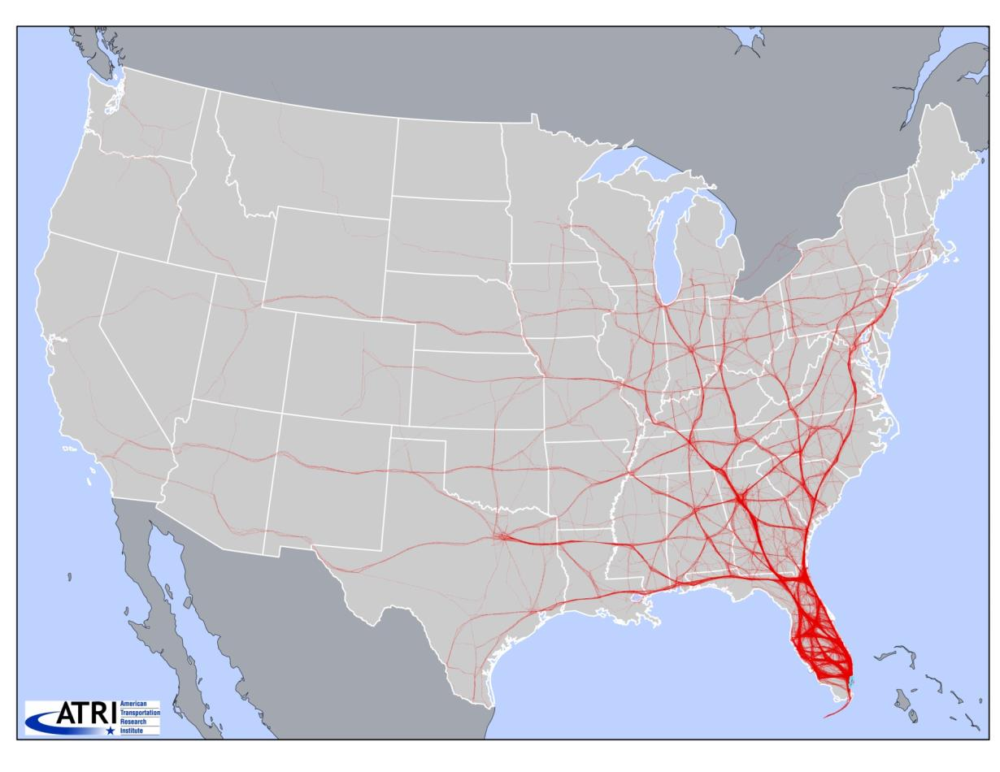 ATRI
American
Transportation
Research
Institute